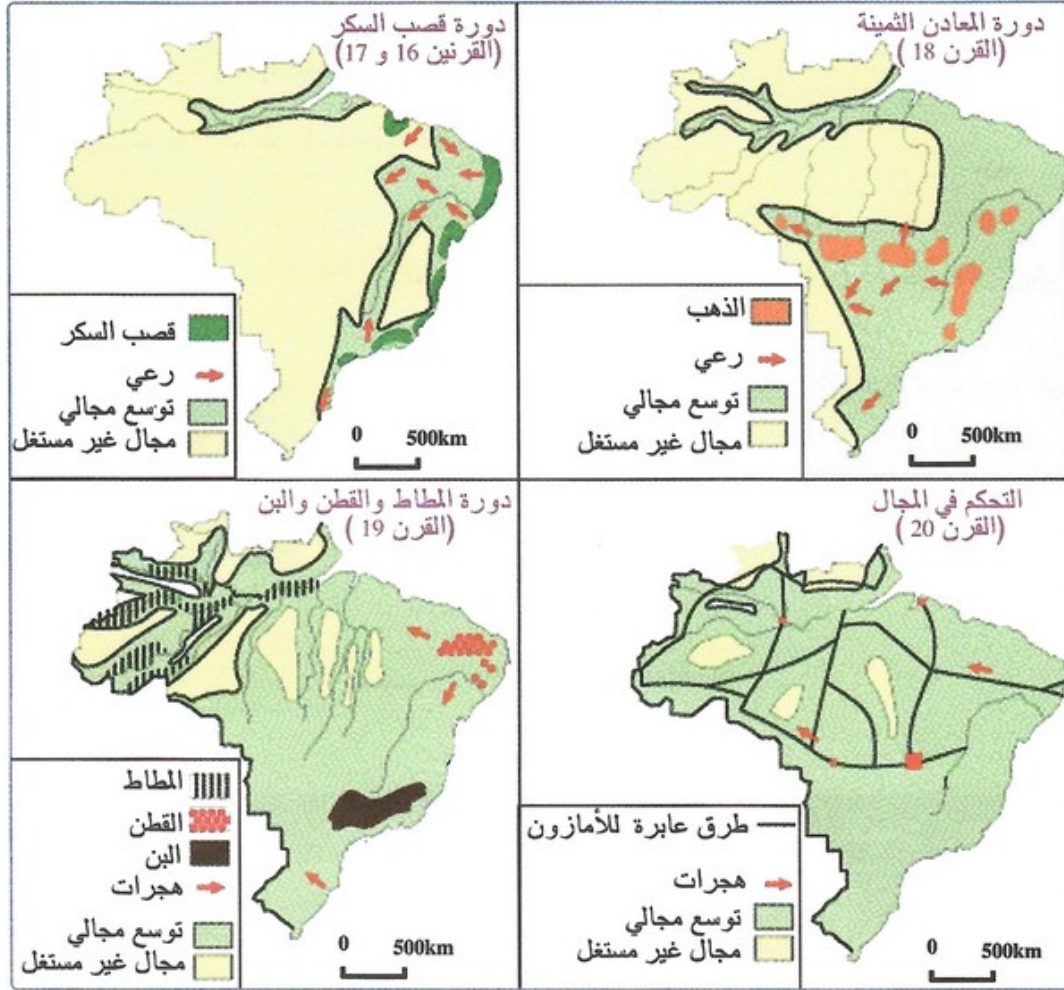 دورة قصب السكر
(القرنين 16 و 17)
قصب السكر
رعي
توسع مجالي
مجال غير مستغل
0 500km
دورة المعادن الثمينة
(القرن 18)
الذهب
رعي
توسع مجالي
مجال غير مستغل
0 500km
دورة المطاط والقطن والبن
(القرن 19)
المطاط
القطن
البن
هجرات
توسع مجالي
مجال غير مستغل
0 500km
التحكم في المجال
(القرن 20)
طرق عابرة للأمازون
هجرات
توسع مجالي
مجال غير مستغل
0 500km